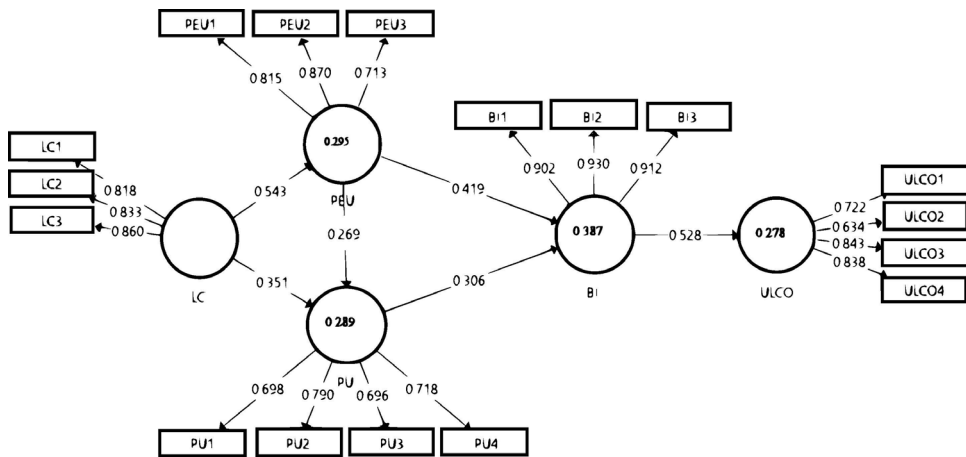 PEU1 PEU2 PEU3
0.815 0.870 0.713
BI1 BI2 BI3
0.295
PEU
LC1
LC2
LC3
0.818
0.833
0.860
0.543
0.419
0.902 0.930 0.912
ULCO1
ULCO2
ULCO3
ULCO4
0.722
0.634
0.843
0.838
0.269
0.387
0.528
0.278
LC
0.351
0.306
BI
ULCO
0.289
PU
0.698 0.790 0.696 0.718
PU1 PU2 PU3 PU4